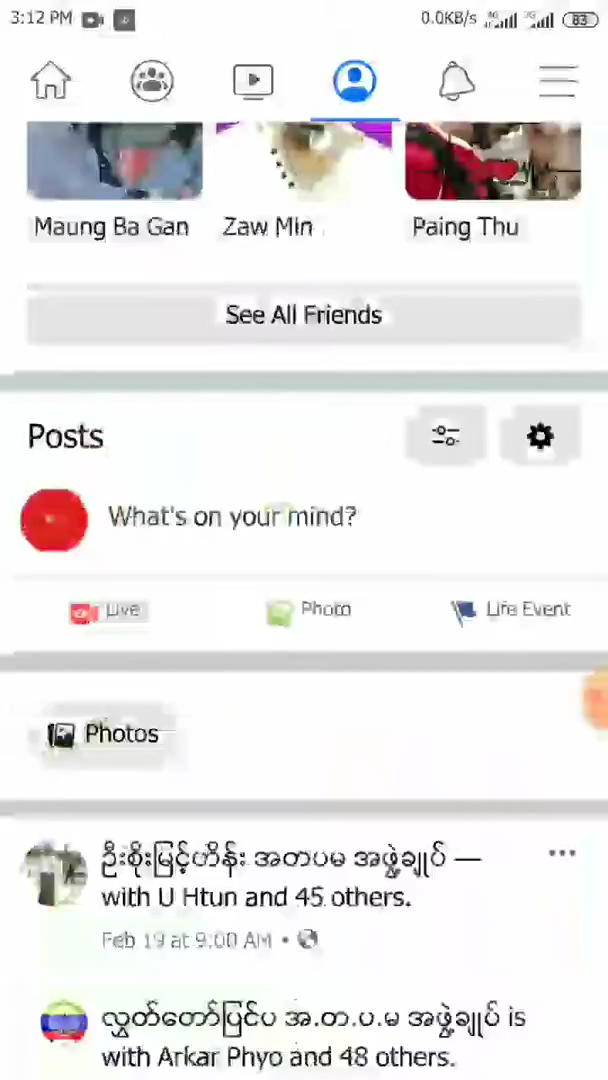 3:12 PM
0.0KB/s
83
Maung Ba Gan
Zaw Min
Paing Thu
See All Friends
Posts
What's on your mind?
Live
Photo
Life Event
Photos
ဦးစိုးမြင့်ဟိန်း အတပမ အဖွဲ့ချုပ် —
with U Htun and 45 others.
Feb 19 at 9:00 AM •
လွှတ်တော်ပြင်ပ အ.တ.ပ.မ အဖွဲ့ချုပ် is
with Arkar Phyo and 48 others.